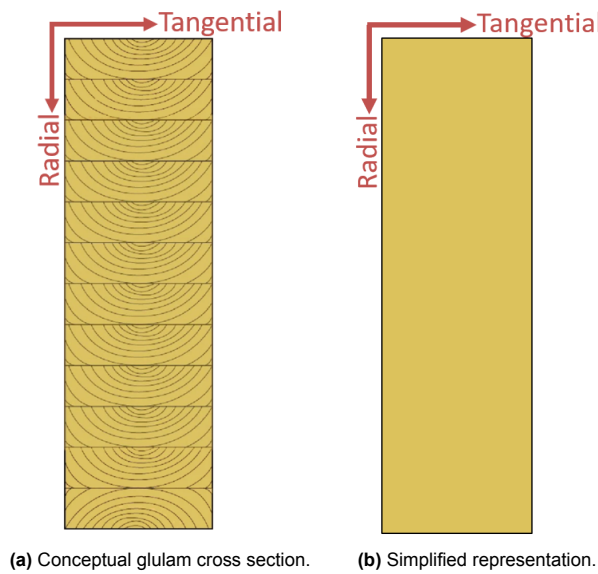 Tangential
Radial
Tangential
Radial
(a) Conceptual glulam cross section.
(b) Simplified representation.